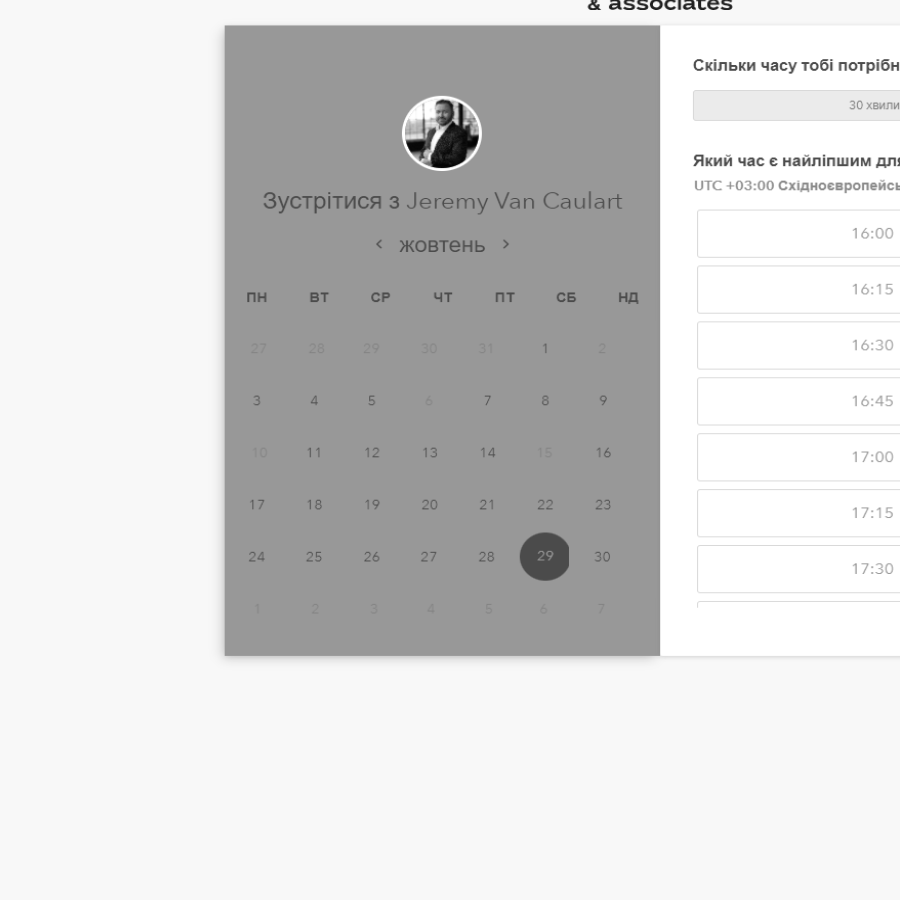 & associates
Зустрітися з Jeremy Van Caulart
жовтень
ПН ВТ СР ЧТ ПТ СБ НД
27 28 29 30 31 1 2
3 4 5 6 7 8 9
10 11 12 13 14 15 16
17 18 19 20 21 22 23
24 25 26 27 28 29 30
1 2 3 4 5 6 7
Скільки часу тобі
30
Який час є найліпшим
UTC +03:00
16:00
16:15
16:30
16:45
17:00
17:15
17:30